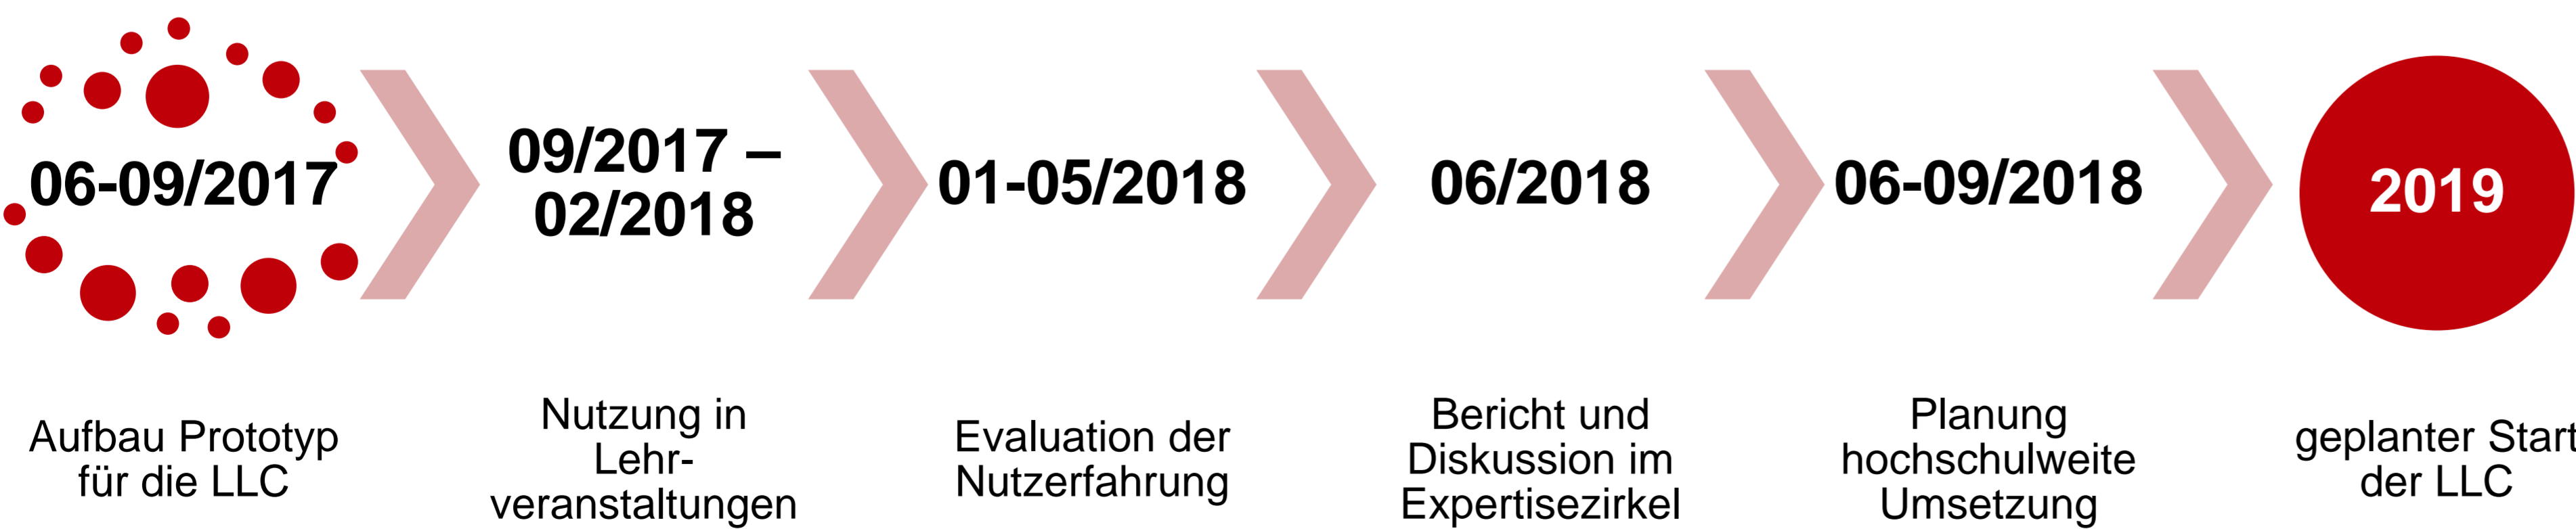 06-09/2017
09/2017 –
02/2018
01-05/2018
06/2018
06-09/2018
2019
Aufbau Prototyp
für die LLC
Nutzung in
Lehr-
veranstaltungen
Evaluation der
Nutzerfahrung
Bericht und
Diskussion im
Expertisezirkel
Planung
hochschulweite
Umsetzung
geplanter Start
der LLC